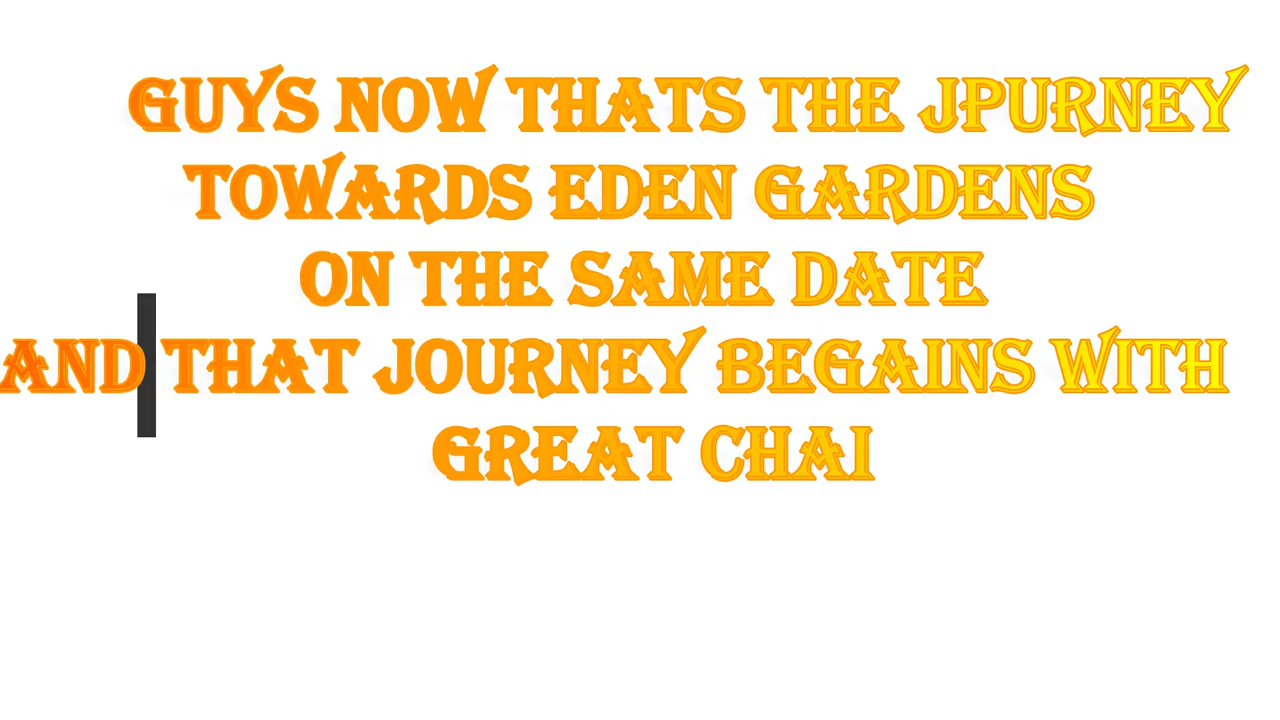 GUYS NOW THATS THE JPURNEY
TOWARDS EDEN GARDENS
ON THE SAME DATE
AND THAT JOURNEY BEGAINS WITH
GREAT CHAI